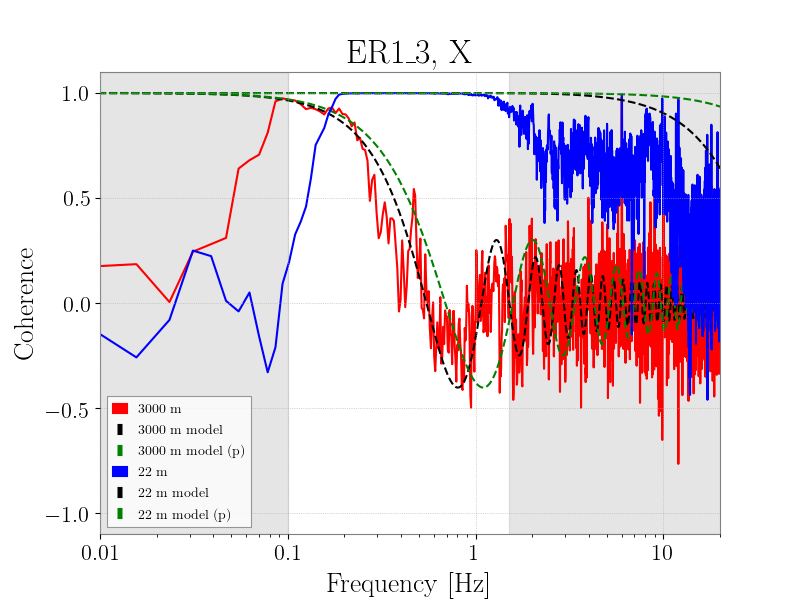 ER1_3, X
Coherence
1.0
0.5
0.0
−0.5
−1.0
3000 m
3000 m model
3000 m model (p)
22 m
22 m model
22 m model (p)
0.01
0.1
1
10
Frequency [Hz]